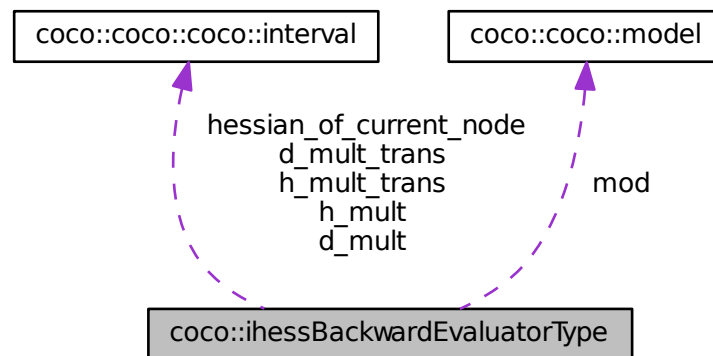 coco::coco::coco::interval
coco::coco::model
hessian_of_current_node
d_mult_trans
h_mult_trans
h_mult
d_mult
mod
coco::ihessBackwardEvaluatorType